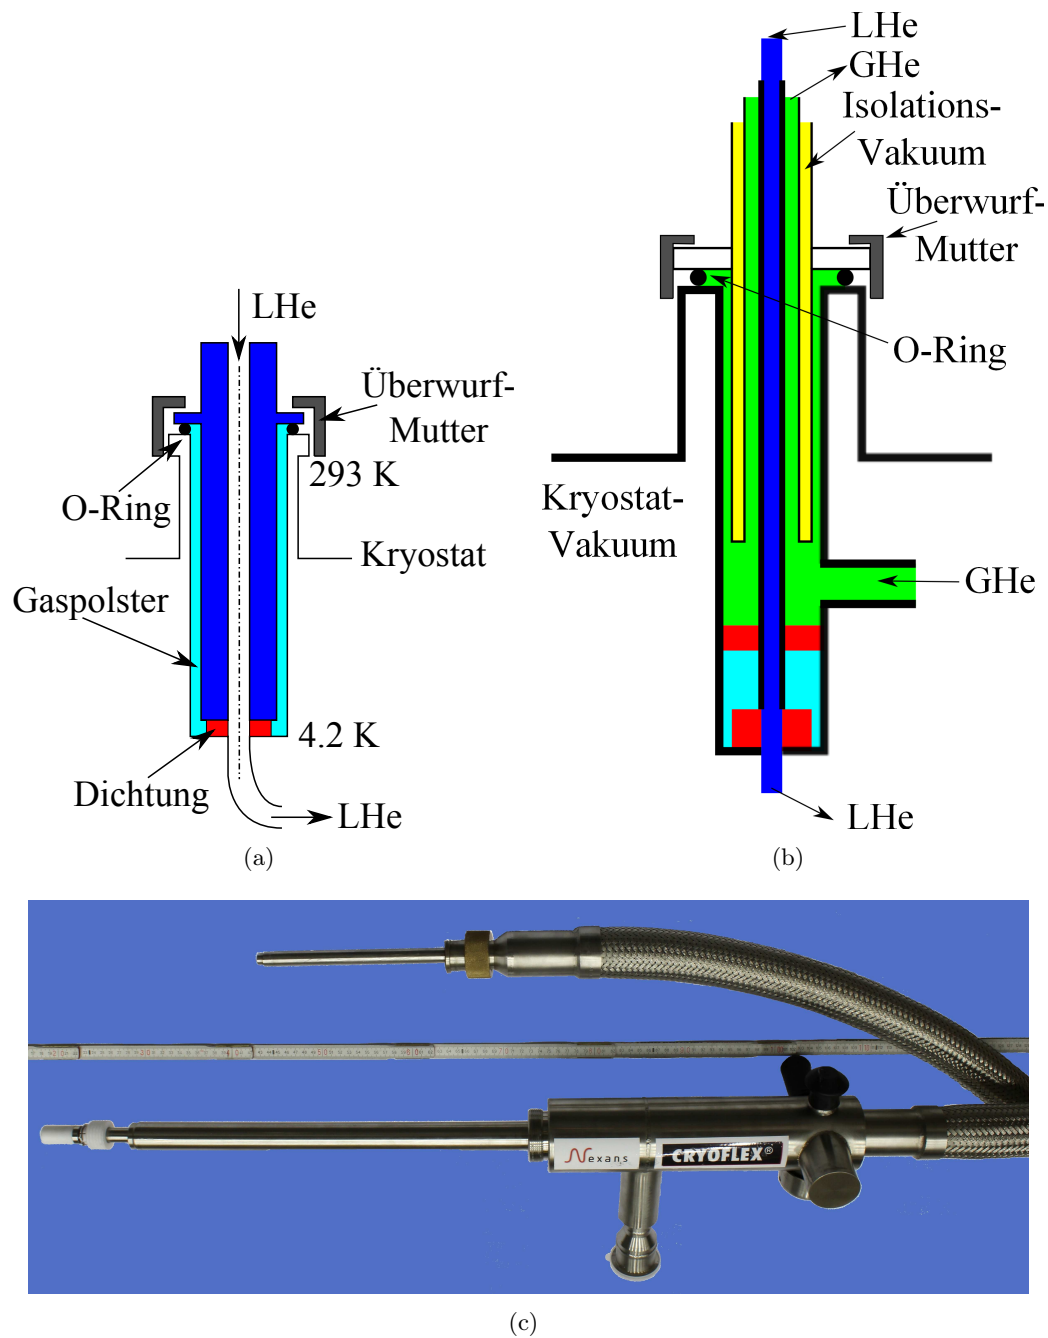 LHe
Überwurf-
Mutter
O-Ring
293 K
Kryostat
Gaspolster
4.2 K
Dichtung
LHe
(a)
LHe
GHe
Isolations-
Vakuum
Überwurf-
Mutter
O-Ring
Kryostat-
Vakuum
GHe
LHe
(b)
Nexans
CRYOFLEX®
(c)